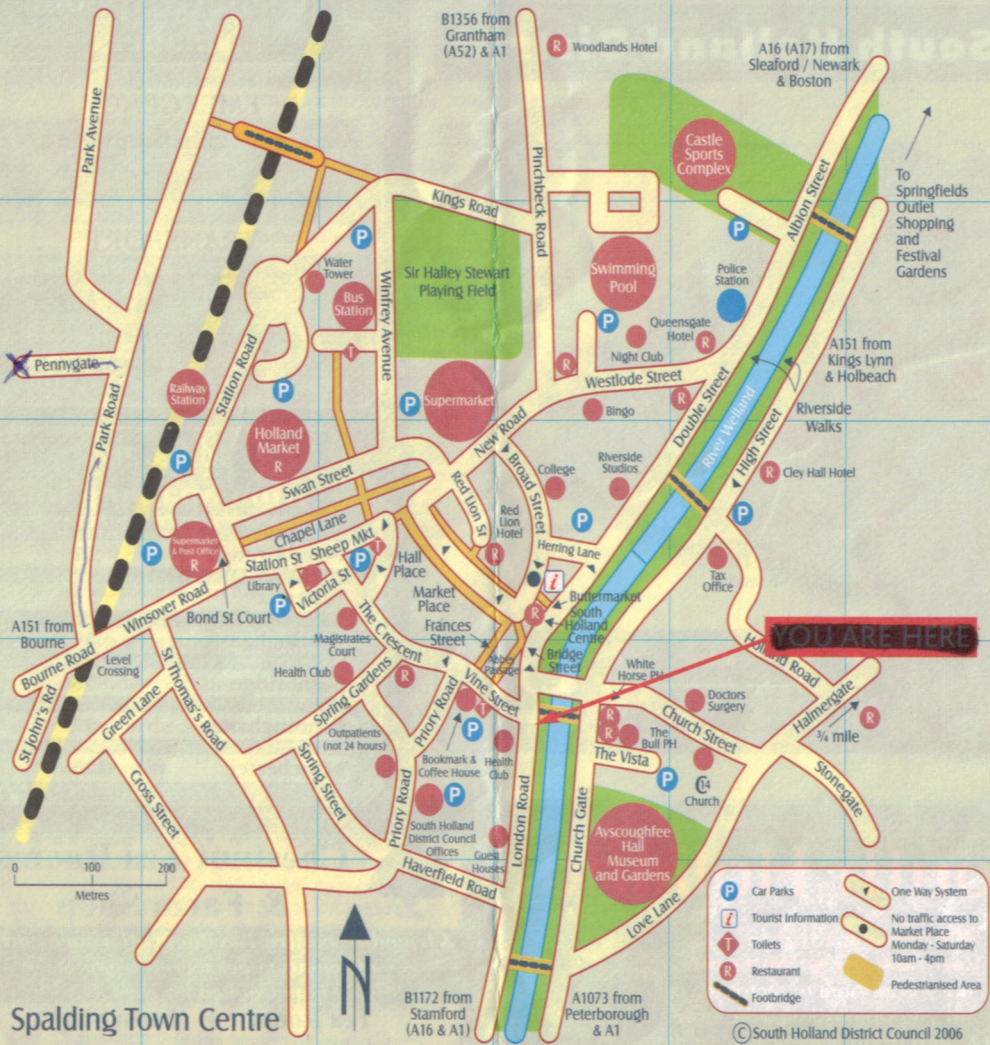 B1356 from
Grantham
(A52) & A1
R
Woodlands Hotel
A16 (A17) from
Sleaford / Newark
& Boston
Park Avenue
Pinchbeck Road
Castle
Sports
Complex
Albion Street
To
Springfields
Outlet
Shopping
and
Festival
Gardens
Kings Road
P
P
Water
Tower
Bus
Station
Winfrey Avenue
Sir Halley Stewart
Playing Field
Swimming
Pool
Police
Station
P
Queensgate
Hotel
R
Night Club
T
R
A151 from
Kings Lynn
& Holbeach
Pennygate
Park Road
Railway
Station
Station Road
P
P
Supermarket
Westlode Street
R
Bingo
Double Street
River Welland
High Street
Riverside
Walks
Holland
Market
R
New Road
Broad Street
P
Swan Street
Red Lion St
College
Riverside
Studios
R
Cley Hall Hotel
Red
Lion
Hotel
P
P
Supermarket
& Post Office
R
P
Chapel Lane
Station St
Sheep Mkt
T
P
Hall
Place
R
Herring Lane
Library
P
Victoria St
i
Tax
Office
Winsover Road
Bond St Court
Market
Place
Buttermarket
R
South
Holland
Centre
A151 from
Bourne
Magistrates
Court
The Crescent
Frances
Street
YOU ARE HERE
Bourne Road
Level
Crossing
Health Club
R
Abbey
Passage
Bridge
Street
White
Horse PH
Holland Road
St John's Rd
Green Lane
St Thomas's Road
Spring Gardens
Priory Road
Vine Street
T
Doctors
Surgery
Halmergate
R
3/4 mile
Outpatients
(not 24 hours)
P
R
R
The
Bull PH
Church Street
Spring Street
Bookmark &
Coffee House
Health
Club
The Vista
P
C14
Church
Stonegate
Cross Street
Priory Road
P
South Holland
District Council
Offices
London Road
Church Gate
Ayscoughfee
Hall
Museum
and Gardens
Guest
Houses
Haverfield Road
Love Lane
0 100 200
Metres
N
Spalding Town Centre
B1172 from
Stamford
(A16 & A1)
A1073 from
Peterborough
& A1
P Car Parks
i Tourist Information
T Toilets
R Restaurant
Footbridge
One Way System
No traffic access to
Market Place
Monday - Saturday
10am - 4pm
Pedestrianised Area
© South Holland District Council 2006